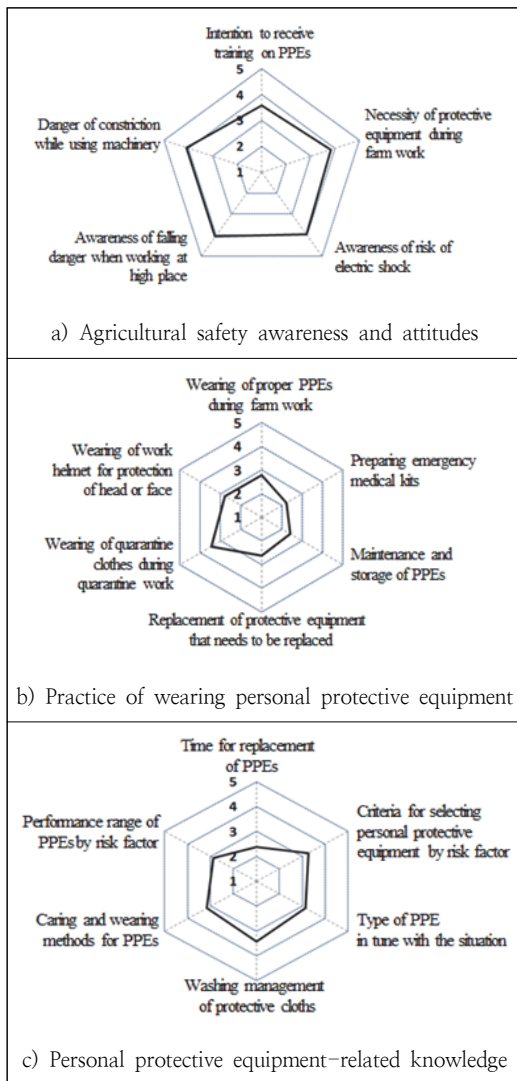 Intention to receive
training on PPEs
5
4
3
2
1
Necessity of protective
equipment during
farm work
Danger of constriction
while using machinery
Awareness of falling
danger when working at
high place
Awareness of risk of
electric shock
a) Agricultural safety awareness and attitudes
Wearing of proper PPEs
during farm work
5
4
3
2
1
Wearing of work
helmet for protection
of head or face
Preparing emergency
medical kits
Wearing of quarantine
clothes during
quarantine work
Maintenance and
storage of PPEs
Replacement of protective equipment
that needs to be replaced
b) Practice of wearing personal protective equipment
Time for replacement
of PPEs
5
4
3
2
1
Performance range of
PPEs by risk factor
Criteria for selecting
personal protective
equipment by risk factor
Caring and wearing
methods for PPEs
Type of PPE
in tune with the situation
Washing management
of protective cloths
c) Personal protective equipment-related knowledge